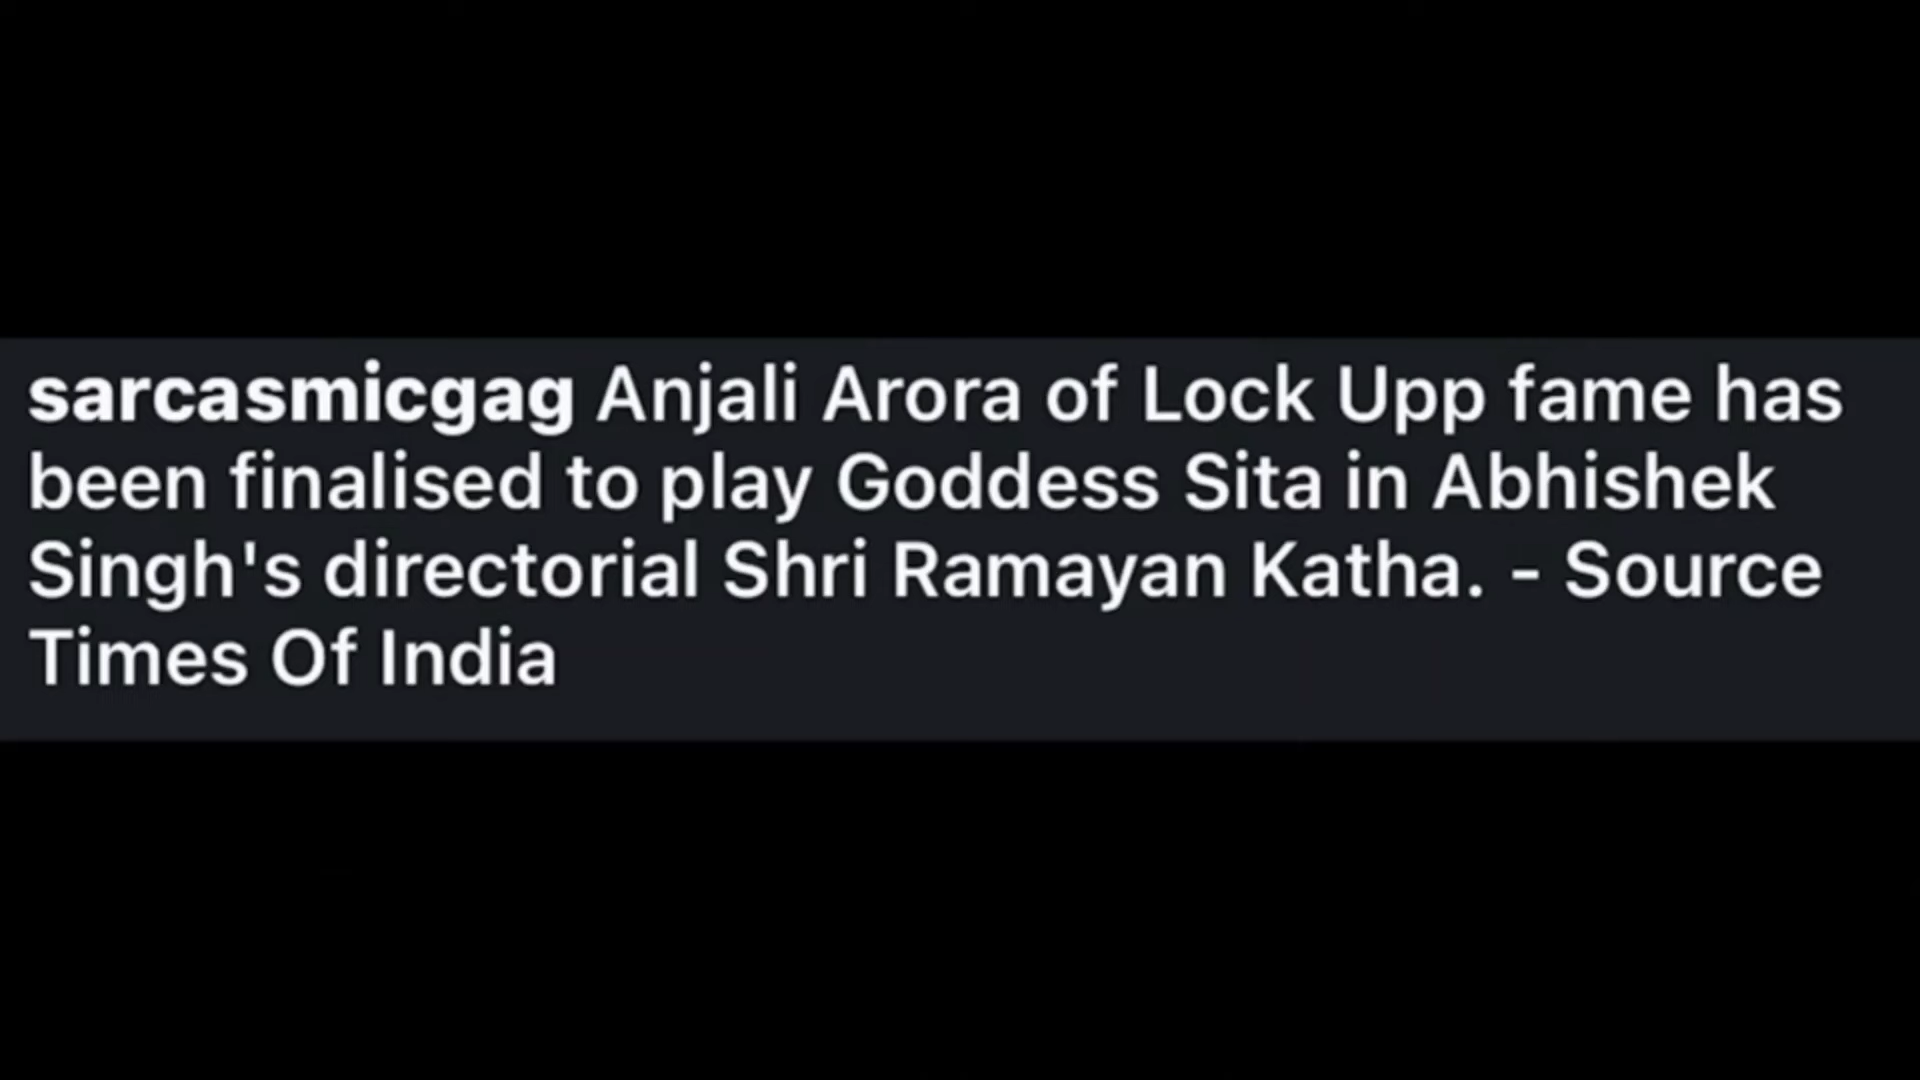 sarcasmicgag Anjali Arora of Lock Upp fame has
been finalised to play Goddess Sita in Abhishek
Singh's directorial Shri Ramayan Katha. - Source
Times Of India